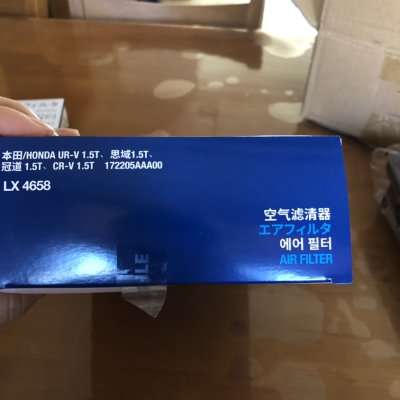 本田/HONDA UR-V 1.5T、思域1.5T、
冠道 1.5T、CR-V 1.5T 172205AAA00
LX 4658
空气滤清器
エアフィルタ
에어 필터
AIR FILTER